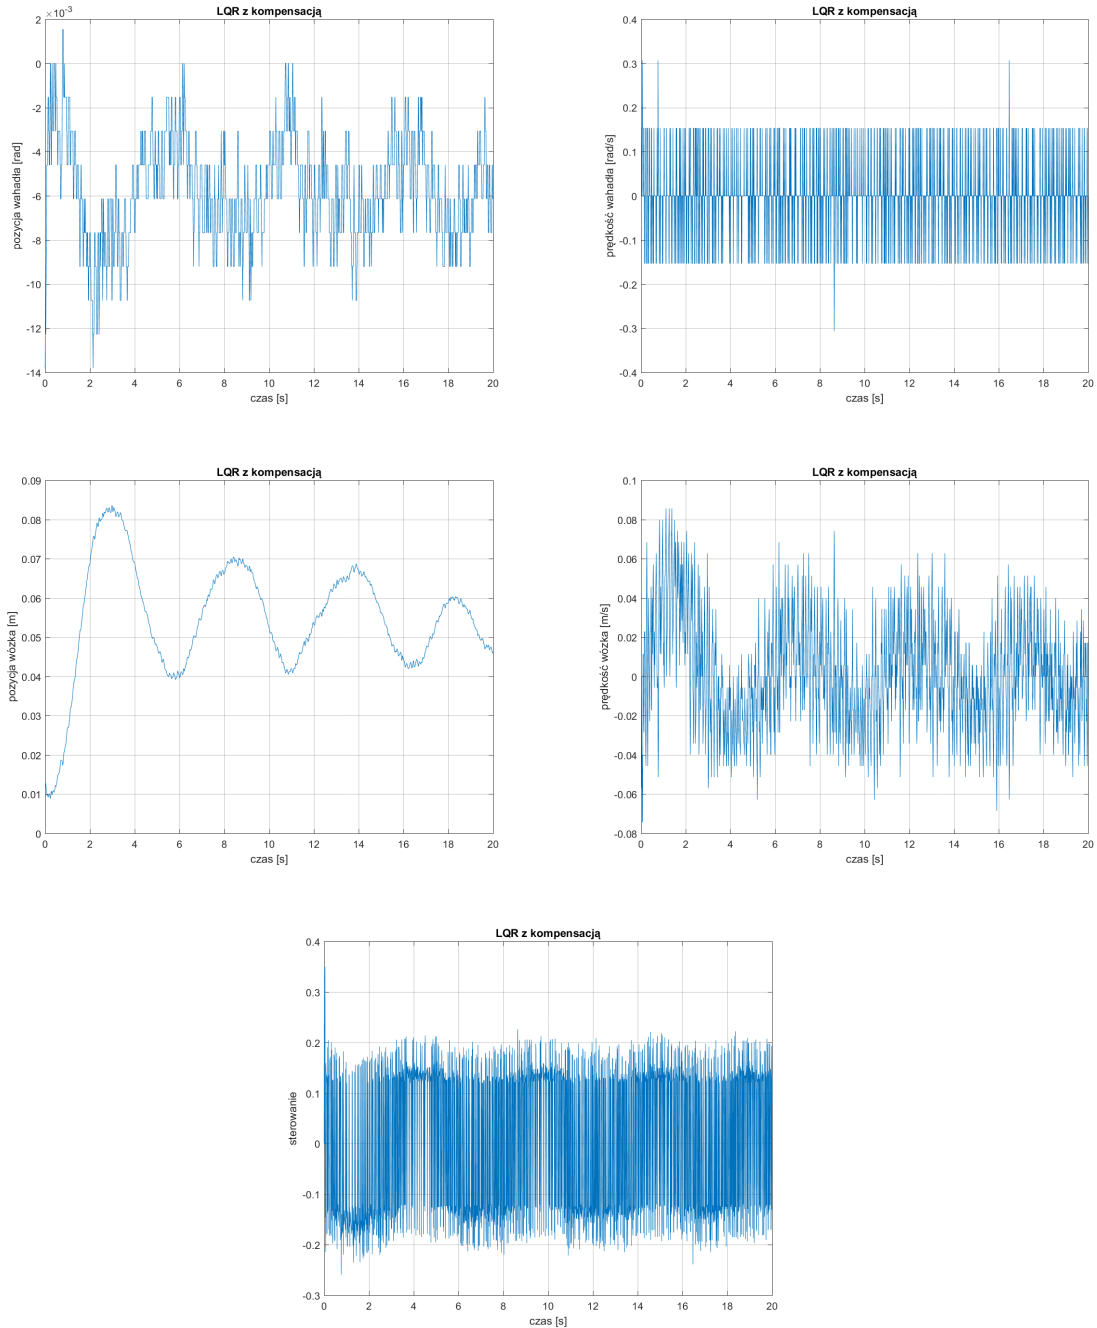 LQR z kompensacją
×10⁻³
2
0
-2
-4
-6
-8
-10
-12
-14
pozycja wahadła [rad]
0 2 4 6 8 10 12 14 16 18 20
czas [s]
LQR z kompensacją
0.4
0.3
0.2
0.1
0
-0.1
-0.2
-0.3
-0.4
prędkość wahadła [rad/s]
0 2 4 6 8 10 12 14 16 18 20
czas [s]
LQR z kompensacją
0.09
0.08
0.07
0.06
0.05
0.04
0.03
0.02
0.01
0
pozycja wózka [m]
0 2 4 6 8 10 12 14 16 18 20
czas [s]
LQR z kompensacją
0.1
0.08
0.06
0.04
0.02
0
-0.02
-0.04
-0.06
-0.08
prędkość wózka [m/s]
0 2 4 6 8 10 12 14 16 18 20
czas [s]
LQR z kompensacją
0.4
0.3
0.2
0.1
0
-0.1
-0.2
-0.3
sterowanie
0 2 4 6 8 10 12 14 16 18 20
czas [s]